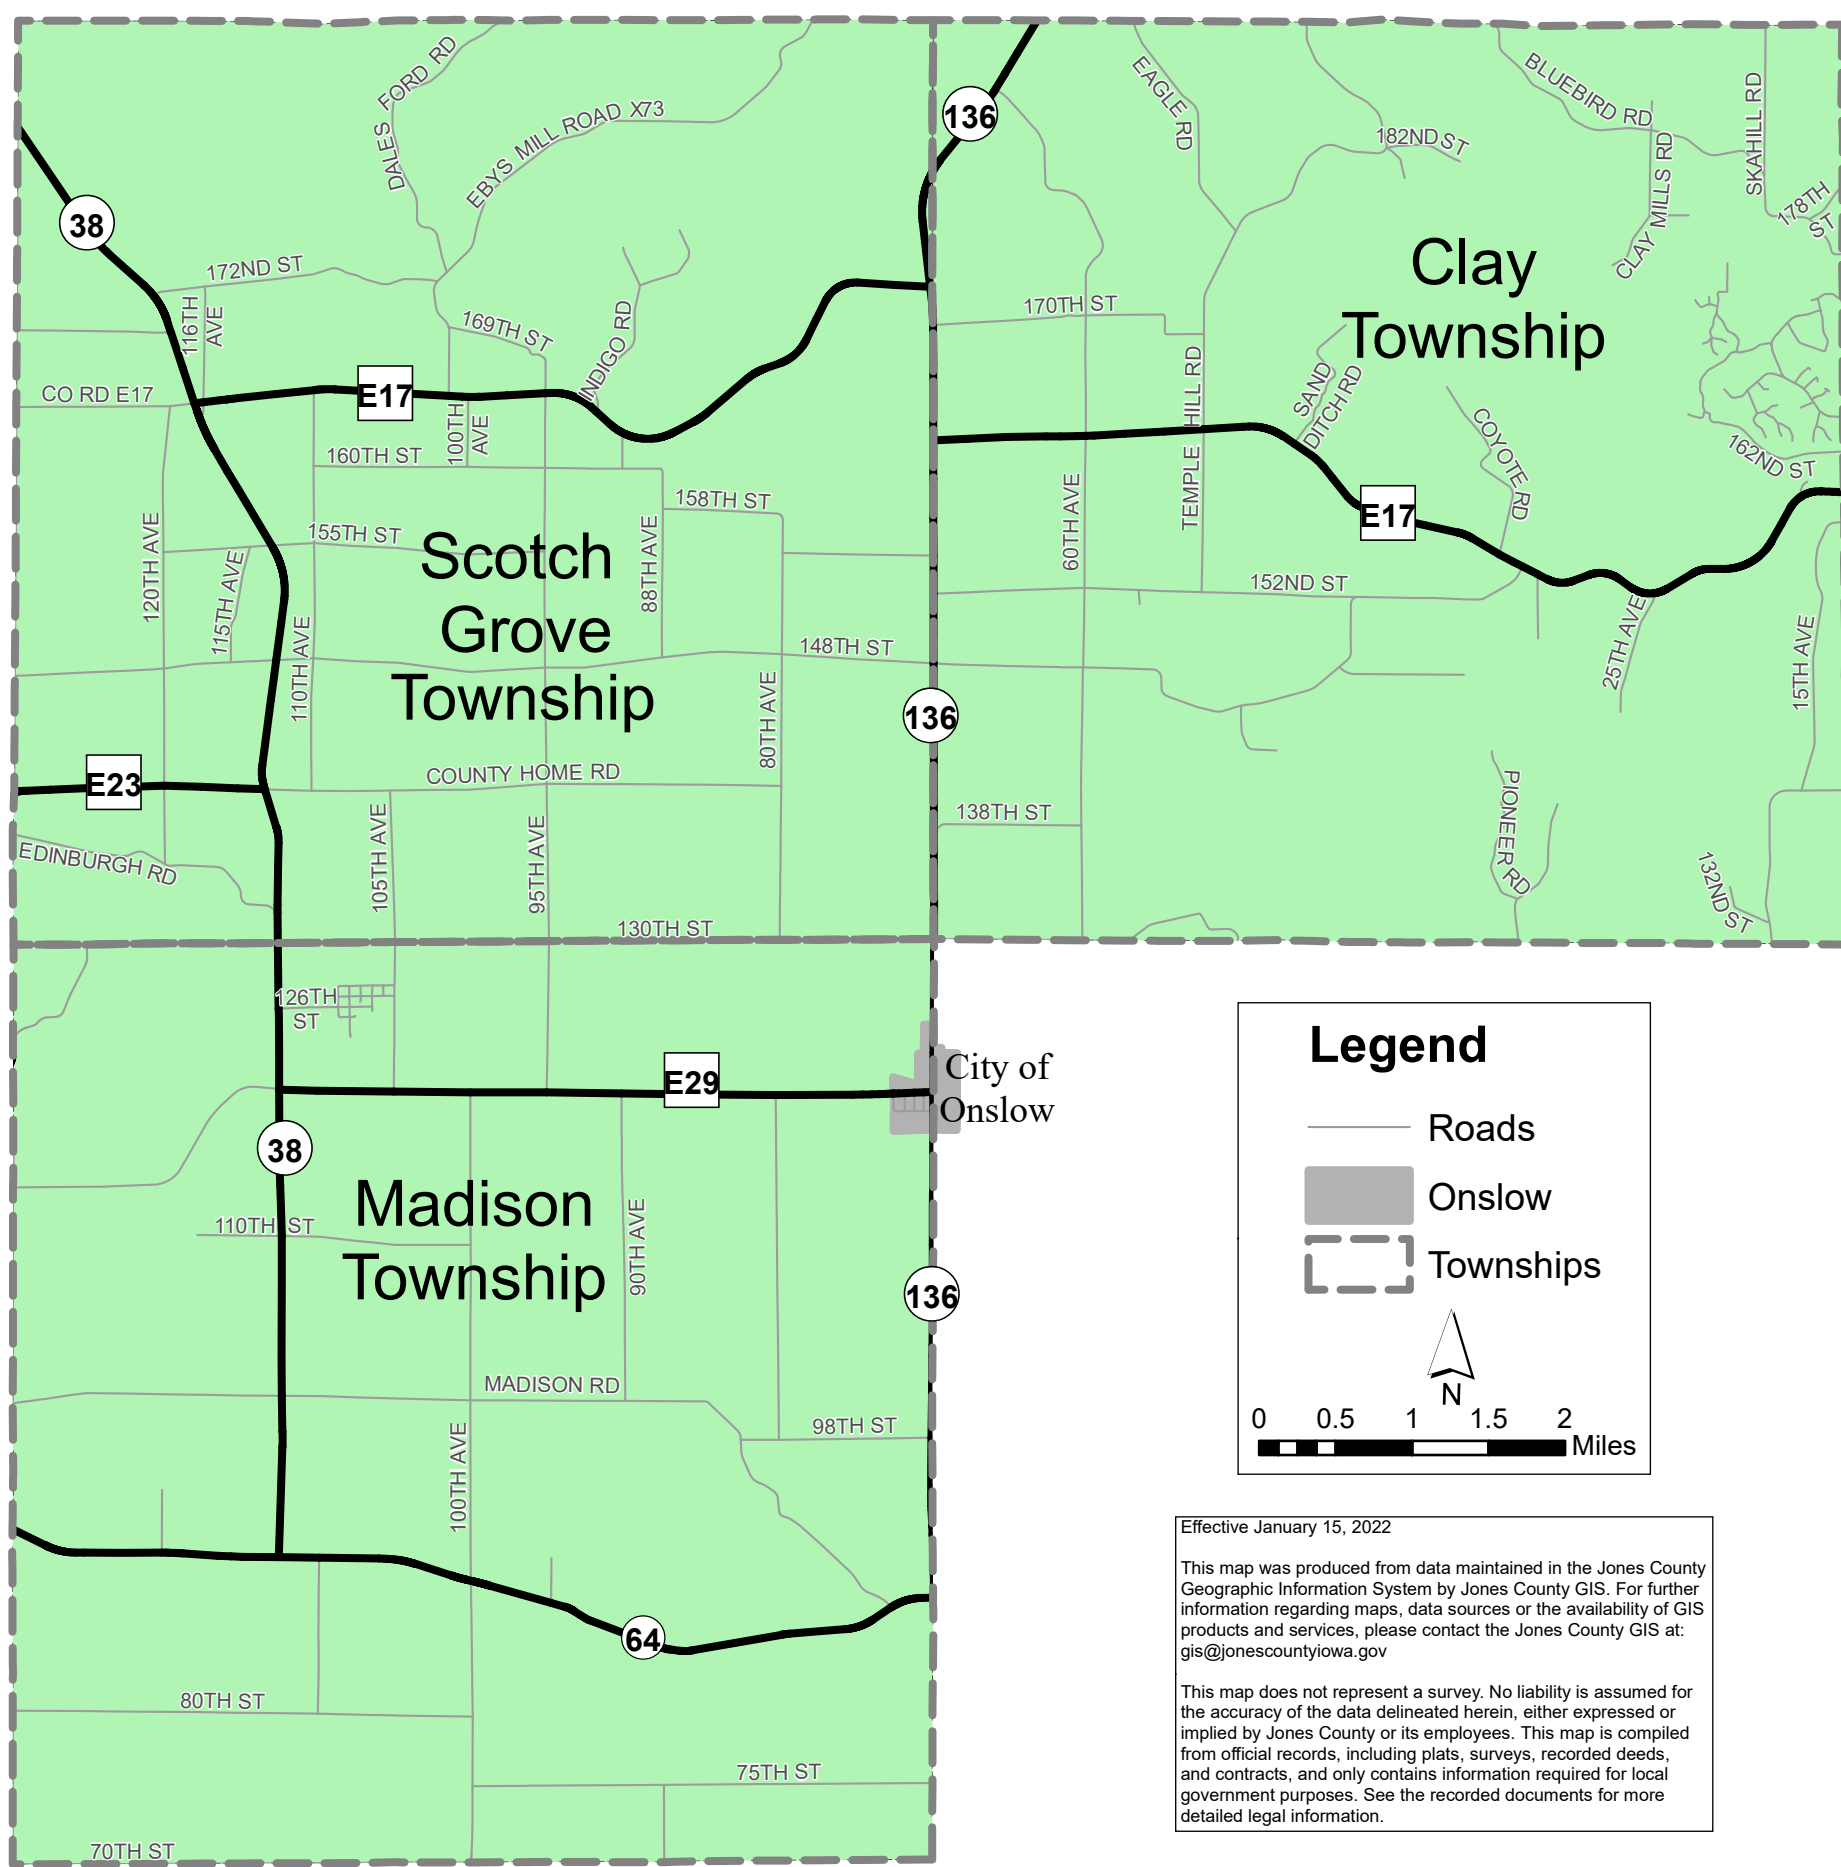 DALES FORD RD
EBYS MILL ROAD X73
136
EAGLE RD
182ND ST
BLUEBIRD RD
SKAHILL RD
CLAY MILLS RD
178TH
ST
38
172ND ST
116TH
AVE
169TH ST
INDIGO RD
Clay
Township
170TH ST
CO RD E17
E17
100TH
AVE
160TH ST
TEMPLE HILL RD
SAND
DITCH RD
COYOTE RD
162ND ST
E17
158TH ST
155TH ST
120TH AVE
115TH AVE
110TH AVE
88TH AVE
60TH AVE
Scotch
Grove
Township
152ND ST
148TH ST
25TH AVE
15TH AVE
80TH AVE
136
E23
COUNTY HOME RD
EDINBURGH RD
105TH AVE
95TH AVE
138TH ST
PIONEER RD
132ND ST
130TH ST
126TH
ST
E29
City of
Onslow
38
Madison
Township
110TH ST
90TH AVE
136
MADISON RD
98TH ST
100TH AVE
64
80TH ST
75TH ST
70TH ST
Legend
Roads
Onslow
Townships
N
0 0.5 1 1.5 2
Miles
Effective January 15, 2022
This map was produced from data maintained in the Jones County
Geographic Information System by Jones County GIS. For further
information regarding maps, data sources or the availability of GIS
products and services, please contact the Jones County GIS at:
gis@jonescountyiowa.gov
This map does not represent a survey. No liability is assumed for
the accuracy of the data delineated herein, either expressed or
implied by Jones County or its employees. This map is compiled
from official records, including plats, surveys, recorded deeds,
and contracts, and only contains information required for local
government purposes. See the recorded documents for more
detailed legal information.